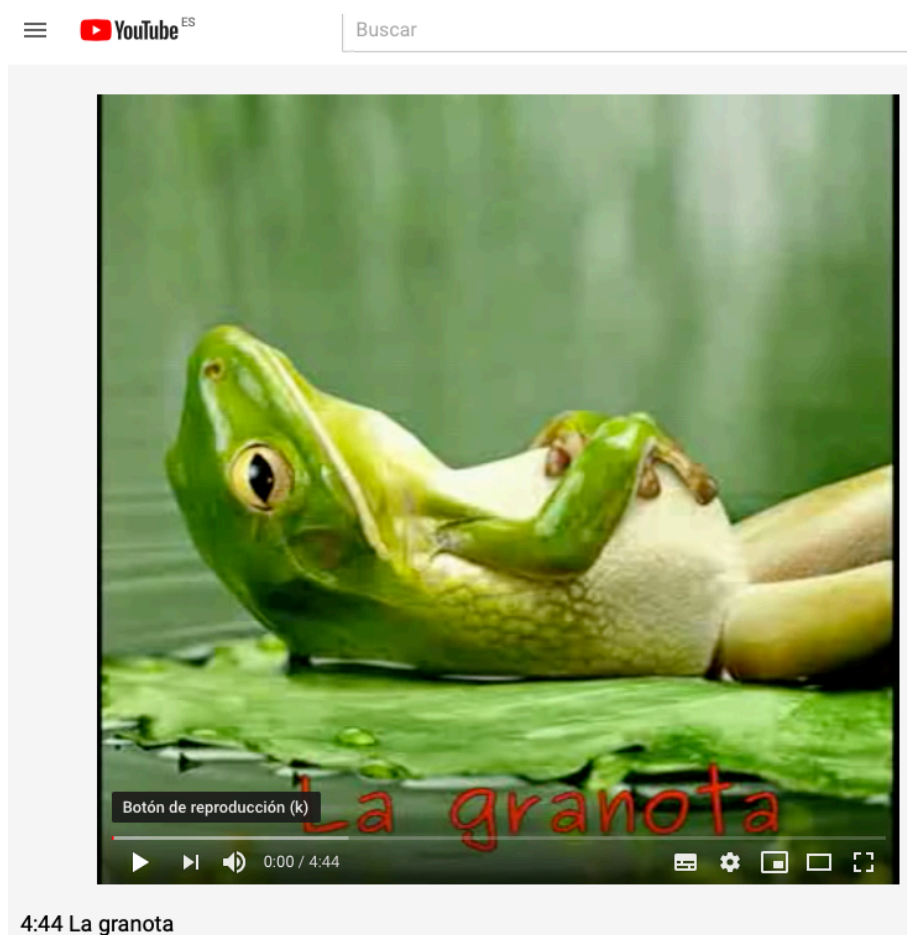 YouTube ES
Buscar
Botón de reproducción (k)
La granota
0:00 / 4:44
4:44 La granota